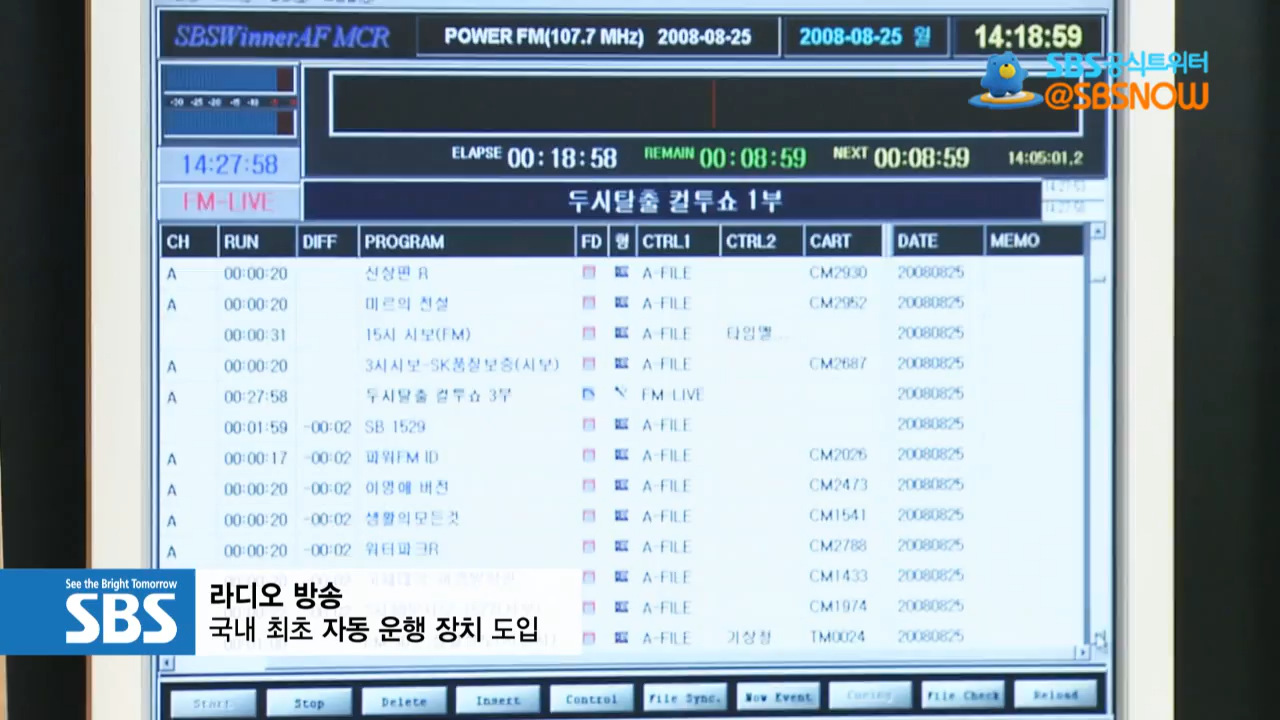 SBSWinnerAF MCR
POWER FM(107.7 MHz) 2008-08-25
2008-08-25 월
14:18:59
SBS 공식트위터
@SBSNOW
-30 -25 -20 -15 -10
14:27:58
ELAPSE 00:18:58 REMAIN 00:08:59 NEXT 00:08:59 14:05:01.2
FM-LIVE
두시탈출 컬투쇼 1부
CH RUN DIFF PROGRAM FD 형 CTRL1 CTRL2 CART DATE MEMO
A 00:00:20 신상편 R A-FILE CM2930 20080825
A 00:00:20 미르의 전설 A-FILE CM2952 20080825
00:00:31 15시 시보(FM) A-FILE 타임멜... 20080825
A 00:00:20 3시시보-SK품질보증(시보) A-FILE CM2687 20080825
A 00:27:58 두시탈출 컬투쇼 3부 FM-LIVE 20080825
00:01:59 -00:02 SB 1529 A-FILE 20080825
A 00:00:17 -00:02 파워FM ID A-FILE CM2026 20080825
A 00:00:20 -00:02 이영애 버전 A-FILE CM2473 20080825
A 00:00:20 -00:02 생활의모든것 A-FILE CM1541 20080825
A 00:00:20 -00:02 워터파크R A-FILE CM2788 20080825
A-FILE CM1433 20080825
A-FILE CM1974 20080825
A-FILE 기상정 TM0024 20080825
See the Bright Tomorrow
SBS
라디오 방송
국내 최초 자동 운행 장치 도입
Start Stop Delete Insert Control File Sync. Now Event Cueing File Check Reload